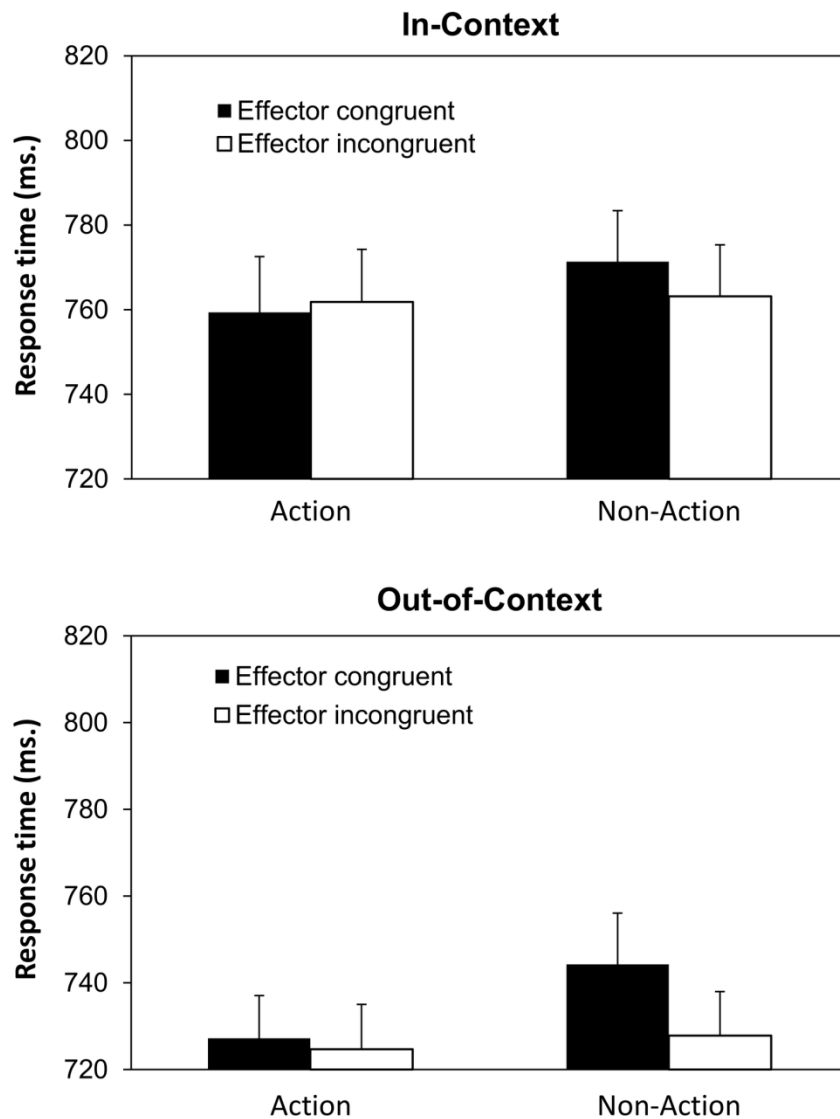 In-Context
Response time (ms.)
820
800
780
760
740
720
Effector congruent
Effector incongruent
Action Non-Action
Out-of-Context
Response time (ms.)
820
800
780
760
740
720
Effector congruent
Effector incongruent
Action Non-Action